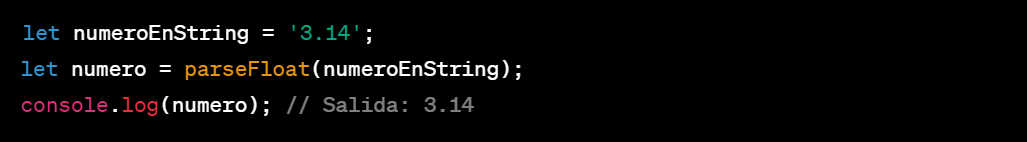 let numeroEnString = '3.14';
let numero = parseFloat(numeroEnString);
console.log(numero); // Salida: 3.14